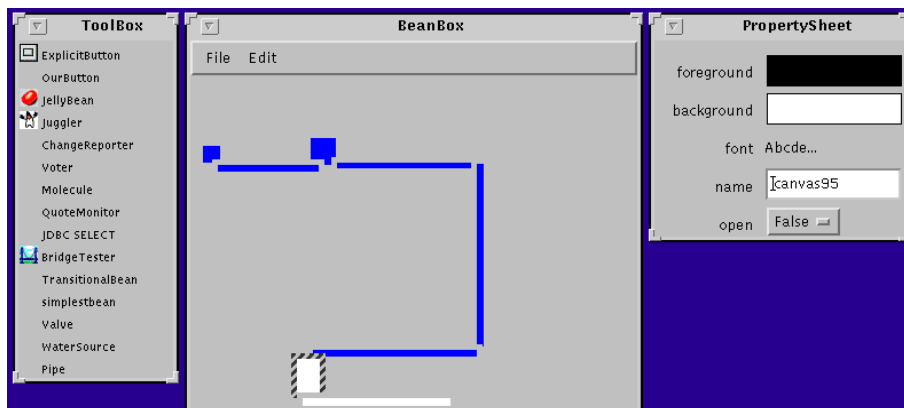 ToolBox
ExplicitButton
OurButton
JellyBean
Juggler
ChangeReporter
Voter
Molecule
QuoteMonitor
JDBC SELECT
BridgeTester
TransitionalBean
simplestbean
Valve
WaterSource
Pipe
BeanBox
File Edit
PropertySheet
foreground
background
font Abcde...
name canvas95
open False